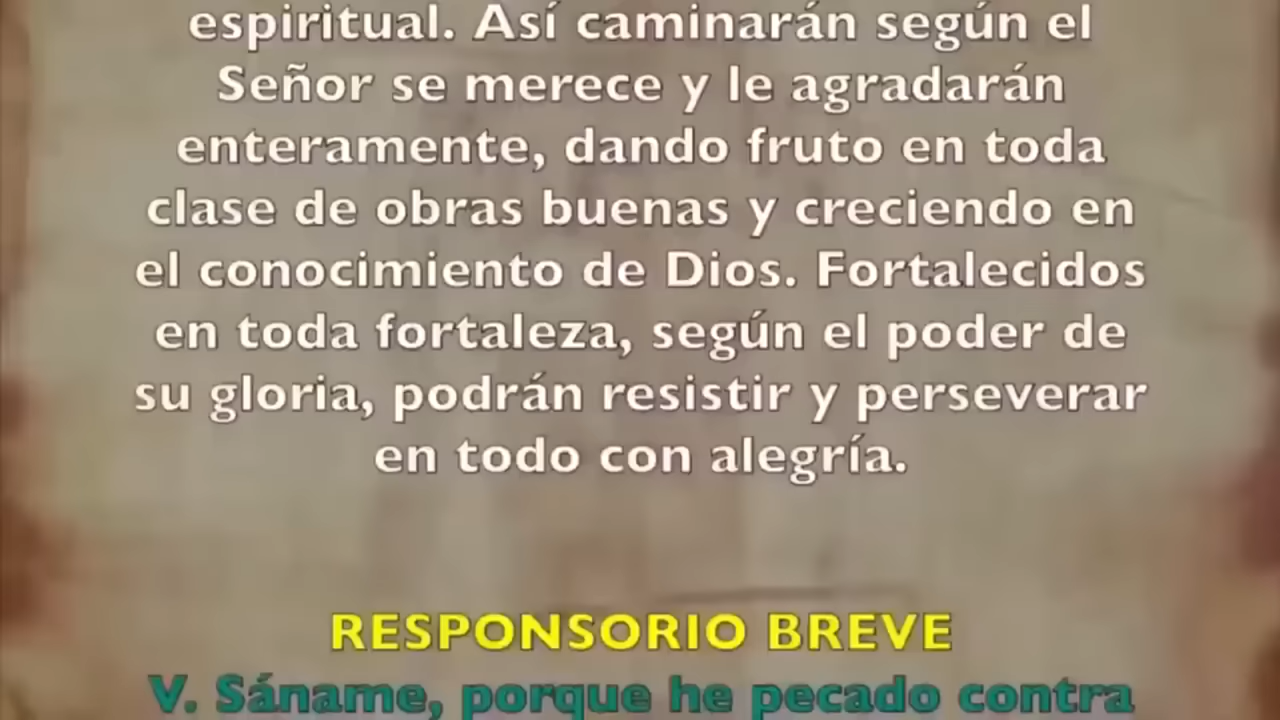 espiritual. Así caminarán según el
Señor se merece y le agradarán
enteramente, dando fruto en toda
clase de obras buenas y creciendo en
el conocimiento de Dios. Fortalecidos
en toda fortaleza, según el poder de
su gloria, podrán resistir y perseverar
en todo con alegría.
RESPONSORIO BREVE
V. Sáname, porque he pecado contra